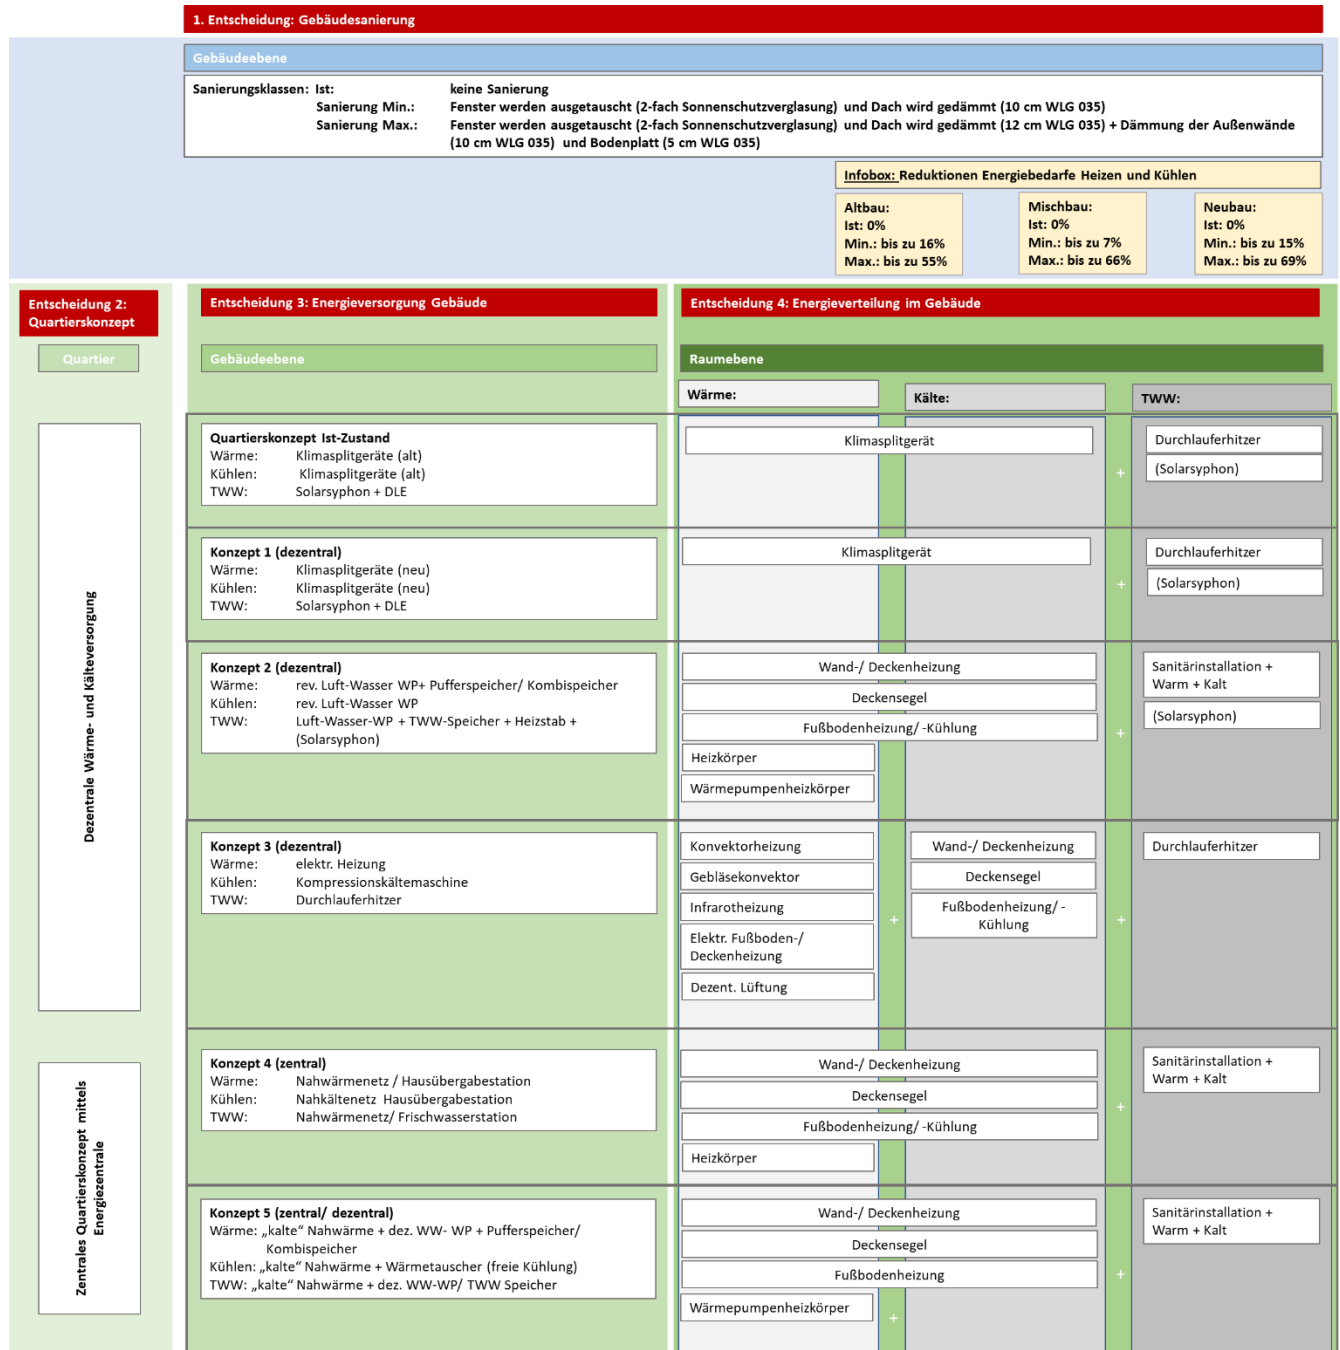 1. Entscheidung: Gebäudesanierung
Gebäudeebene
Sanierungsklassen: Ist: keine Sanierung
Sanierung Min.: Fenster werden ausgetauscht (2-fach Sonnenschutzverglasung) und Dach wird gedämmt (10 cm WLG 035)
Sanierung Max.: Fenster werden ausgetauscht (2-fach Sonnenschutzverglasung) und Dach wird gedämmt (12 cm WLG 035) + Dämmung der Außenwände
(10 cm WLG 035) und Bodenplatt (5 cm WLG 035)
Infobox: Reduktionen Energiebedarfe Heizen und Kühlen
Altbau:
Ist: 0%
Min.: bis zu 16%
Max.: bis zu 55%
Mischbau:
Ist: 0%
Min.: bis zu 7%
Max.: bis zu 66%
Neubau:
Ist: 0%
Min.: bis zu 15%
Max.: bis zu 69%
Entscheidung 2:
Quartierskonzept
Quartier
Dezentrale Wärme- und Kälteversorgung
Zentrales Quartierskonzept mittels
Energiezentrale
Entscheidung 3: Energieversorgung Gebäude
Gebäudeebene
Entscheidung 4: Energieverteilung im Gebäude
Raumebene
Wärme:
Kälte:
TWW:
Quartierskonzept Ist-Zustand
Wärme: Klimasplitgeräte (alt)
Kühlen: Klimasplitgeräte (alt)
TWW: Solarsyphon + DLE
Klimasplitgerät
+
Durchlauferhitzer
(Solarsyphon)
Konzept 1 (dezentral)
Wärme: Klimasplitgeräte (neu)
Kühlen: Klimasplitgeräte (neu)
TWW: Solarsyphon + DLE
Klimasplitgerät
+
Durchlauferhitzer
(Solarsyphon)
Konzept 2 (dezentral)
Wärme: rev. Luft-Wasser WP+ Pufferspeicher/ Kombispeicher
Kühlen: rev. Luft-Wasser WP
TWW: Luft-Wasser-WP + TWW-Speicher + Heizstab +
(Solarsyphon)
Wand-/ Deckenheizung
Deckensegel
Fußbodenheizung/ -Kühlung
Heizkörper
Wärmepumpenheizkörper
+
Sanitärinstallation +
Warm + Kalt
(Solarsyphon)
Konzept 3 (dezentral)
Wärme: elektr. Heizung
Kühlen: Kompressionskältemaschine
TWW: Durchlauferhitzer
Konvektorheizung
Gebläsekonvektor
Infrarotheizung
Elektr. Fußboden-/
Deckenheizung
Dezent. Lüftung
+
Wand-/ Deckenheizung
Deckensegel
Fußbodenheizung/ -
Kühlung
+
Durchlauferhitzer
Konzept 4 (zentral)
Wärme: Nahwärmenetz / Hausübergabestation
Kühlen: Nahkältenetz Hausübergabestation
TWW: Nahwärmenetz/ Frischwasserstation
Wand-/ Deckenheizung
Deckensegel
Fußbodenheizung/ -Kühlung
Heizkörper
+
Sanitärinstallation +
Warm + Kalt
Konzept 5 (zentral/ dezentral)
Wärme: „kalte“ Nahwärme + dez. WW- WP + Pufferspeicher/
Kombispeicher
Kühlen: „kalte“ Nahwärme + Wärmetauscher (freie Kühlung)
TWW: „kalte“ Nahwärme + dez. WW-WP/ TWW Speicher
Wand-/ Deckenheizung
Deckensegel
Fußbodenheizung
Wärmepumpenheizkörper
+
+
Sanitärinstallation +
Warm + Kalt